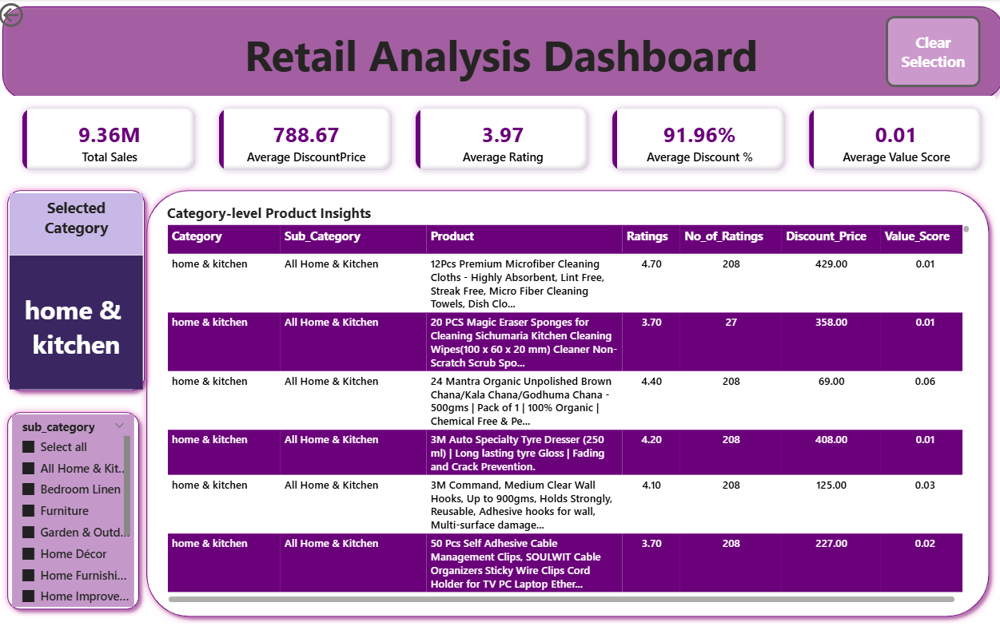 Retail Analysis Dashboard
Clear
Selection
9.36M
Total Sales
788.67
Average DiscountPrice
3.97
Average Rating
91.96%
Average Discount %
0.01
Average Value Score
Selected
Category
home &
kitchen
sub_category
Select all
All Home & Kit...
Bedroom Linen
Furniture
Garden & Outd...
Home Décor
Home Furnishi...
Home Improve...
Category-level Product Insights
Category Sub_Category Product Ratings No_of_Ratings Discount_Price Value_Score
home & kitchen All Home & Kitchen 12Pcs Premium Microfiber Cleaning 4.70 208 429.00 0.01
Cloths - Highly Absorbent, Lint Free,
Streak Free, Micro Fiber Cleaning
Towels, Dish Clo...
home & kitchen All Home & Kitchen 20 PCS Magic Eraser Sponges for 3.70 27 358.00 0.01
Cleaning Sichumaria Kitchen Cleaning
Wipes(100 x 60 x 20 mm) Cleaner Non-
Scratch Scrub Spo...
home & kitchen All Home & Kitchen 24 Mantra Organic Unpolished Brown 4.40 208 69.00 0.06
Chana/Kala Chana/Godhuma Chana -
500gms | Pack of 1 | 100% Organic |
Chemical Free & Pe...
home & kitchen All Home & Kitchen 3M Auto Specialty Tyre Dresser (250 4.20 208 408.00 0.01
ml) | Long lasting tyre Gloss | Fading
and Crack Prevention.
home & kitchen All Home & Kitchen 3M Command, Medium Clear Wall 4.10 208 125.00 0.03
Hooks, Up to 900gms, Holds Strongly,
Reusable, Adhesive hooks for wall,
Multi-surface damage...
home & kitchen All Home & Kitchen 50 Pcs Self Adhesive Cable 3.70 208 227.00 0.02
Management Clips, SOULWIT Cable
Organizers Sticky Wire Clips Cord
Holder for TV PC Laptop Ether...